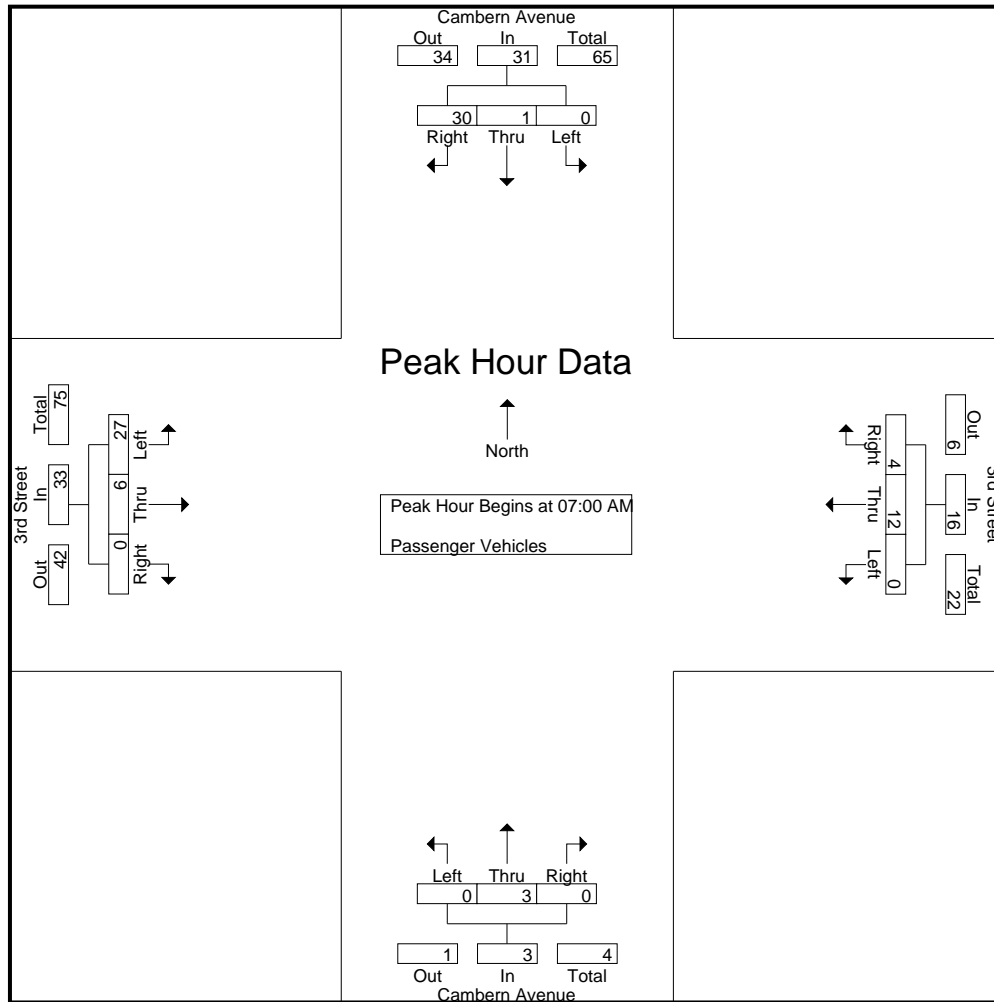 Cambern Avenue
Out In Total
34 31 65
30 1 0
Right Thru Left
Peak Hour Data
North
Peak Hour Begins at 07:00 AM
Passenger Vehicles
3rd Street
Total In Out
75 33 42
27 6 0
Left Thru Right
Right Thru Left
4 12 0
Out In Total
6 16 22
3rd Street
Left Thru Right
0 3 0
1 3 4
Out In Total
Cambern Avenue